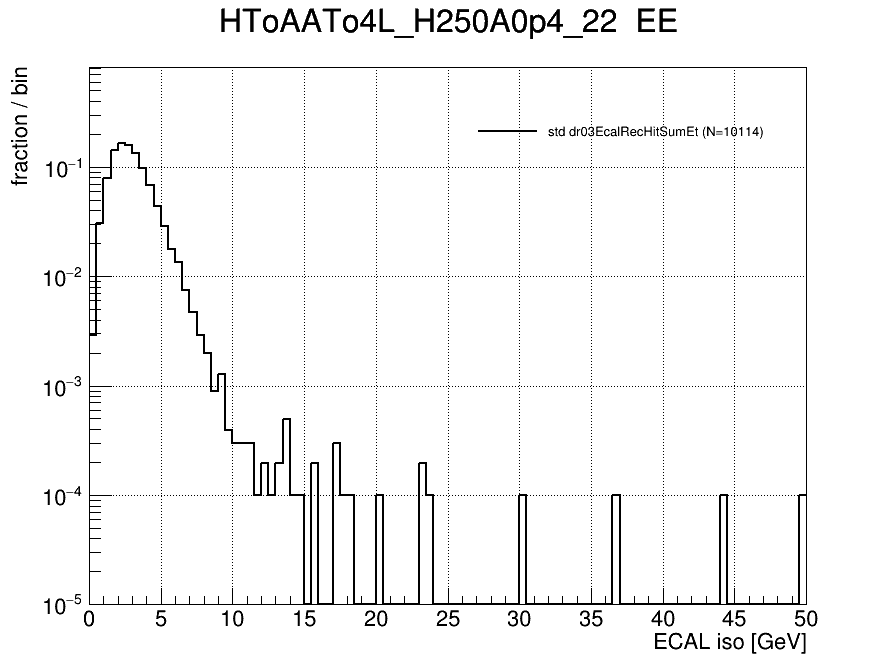 HToAATo4L_H250A0p4_22 EE
fraction / bin
std dr03EcalRecHitSumEt (N=10114)
10⁻¹
10⁻²
10⁻³
10⁻⁴
10⁻⁵
0 5 10 15 20 25 30 35 40 45 50
ECAL iso [GeV]